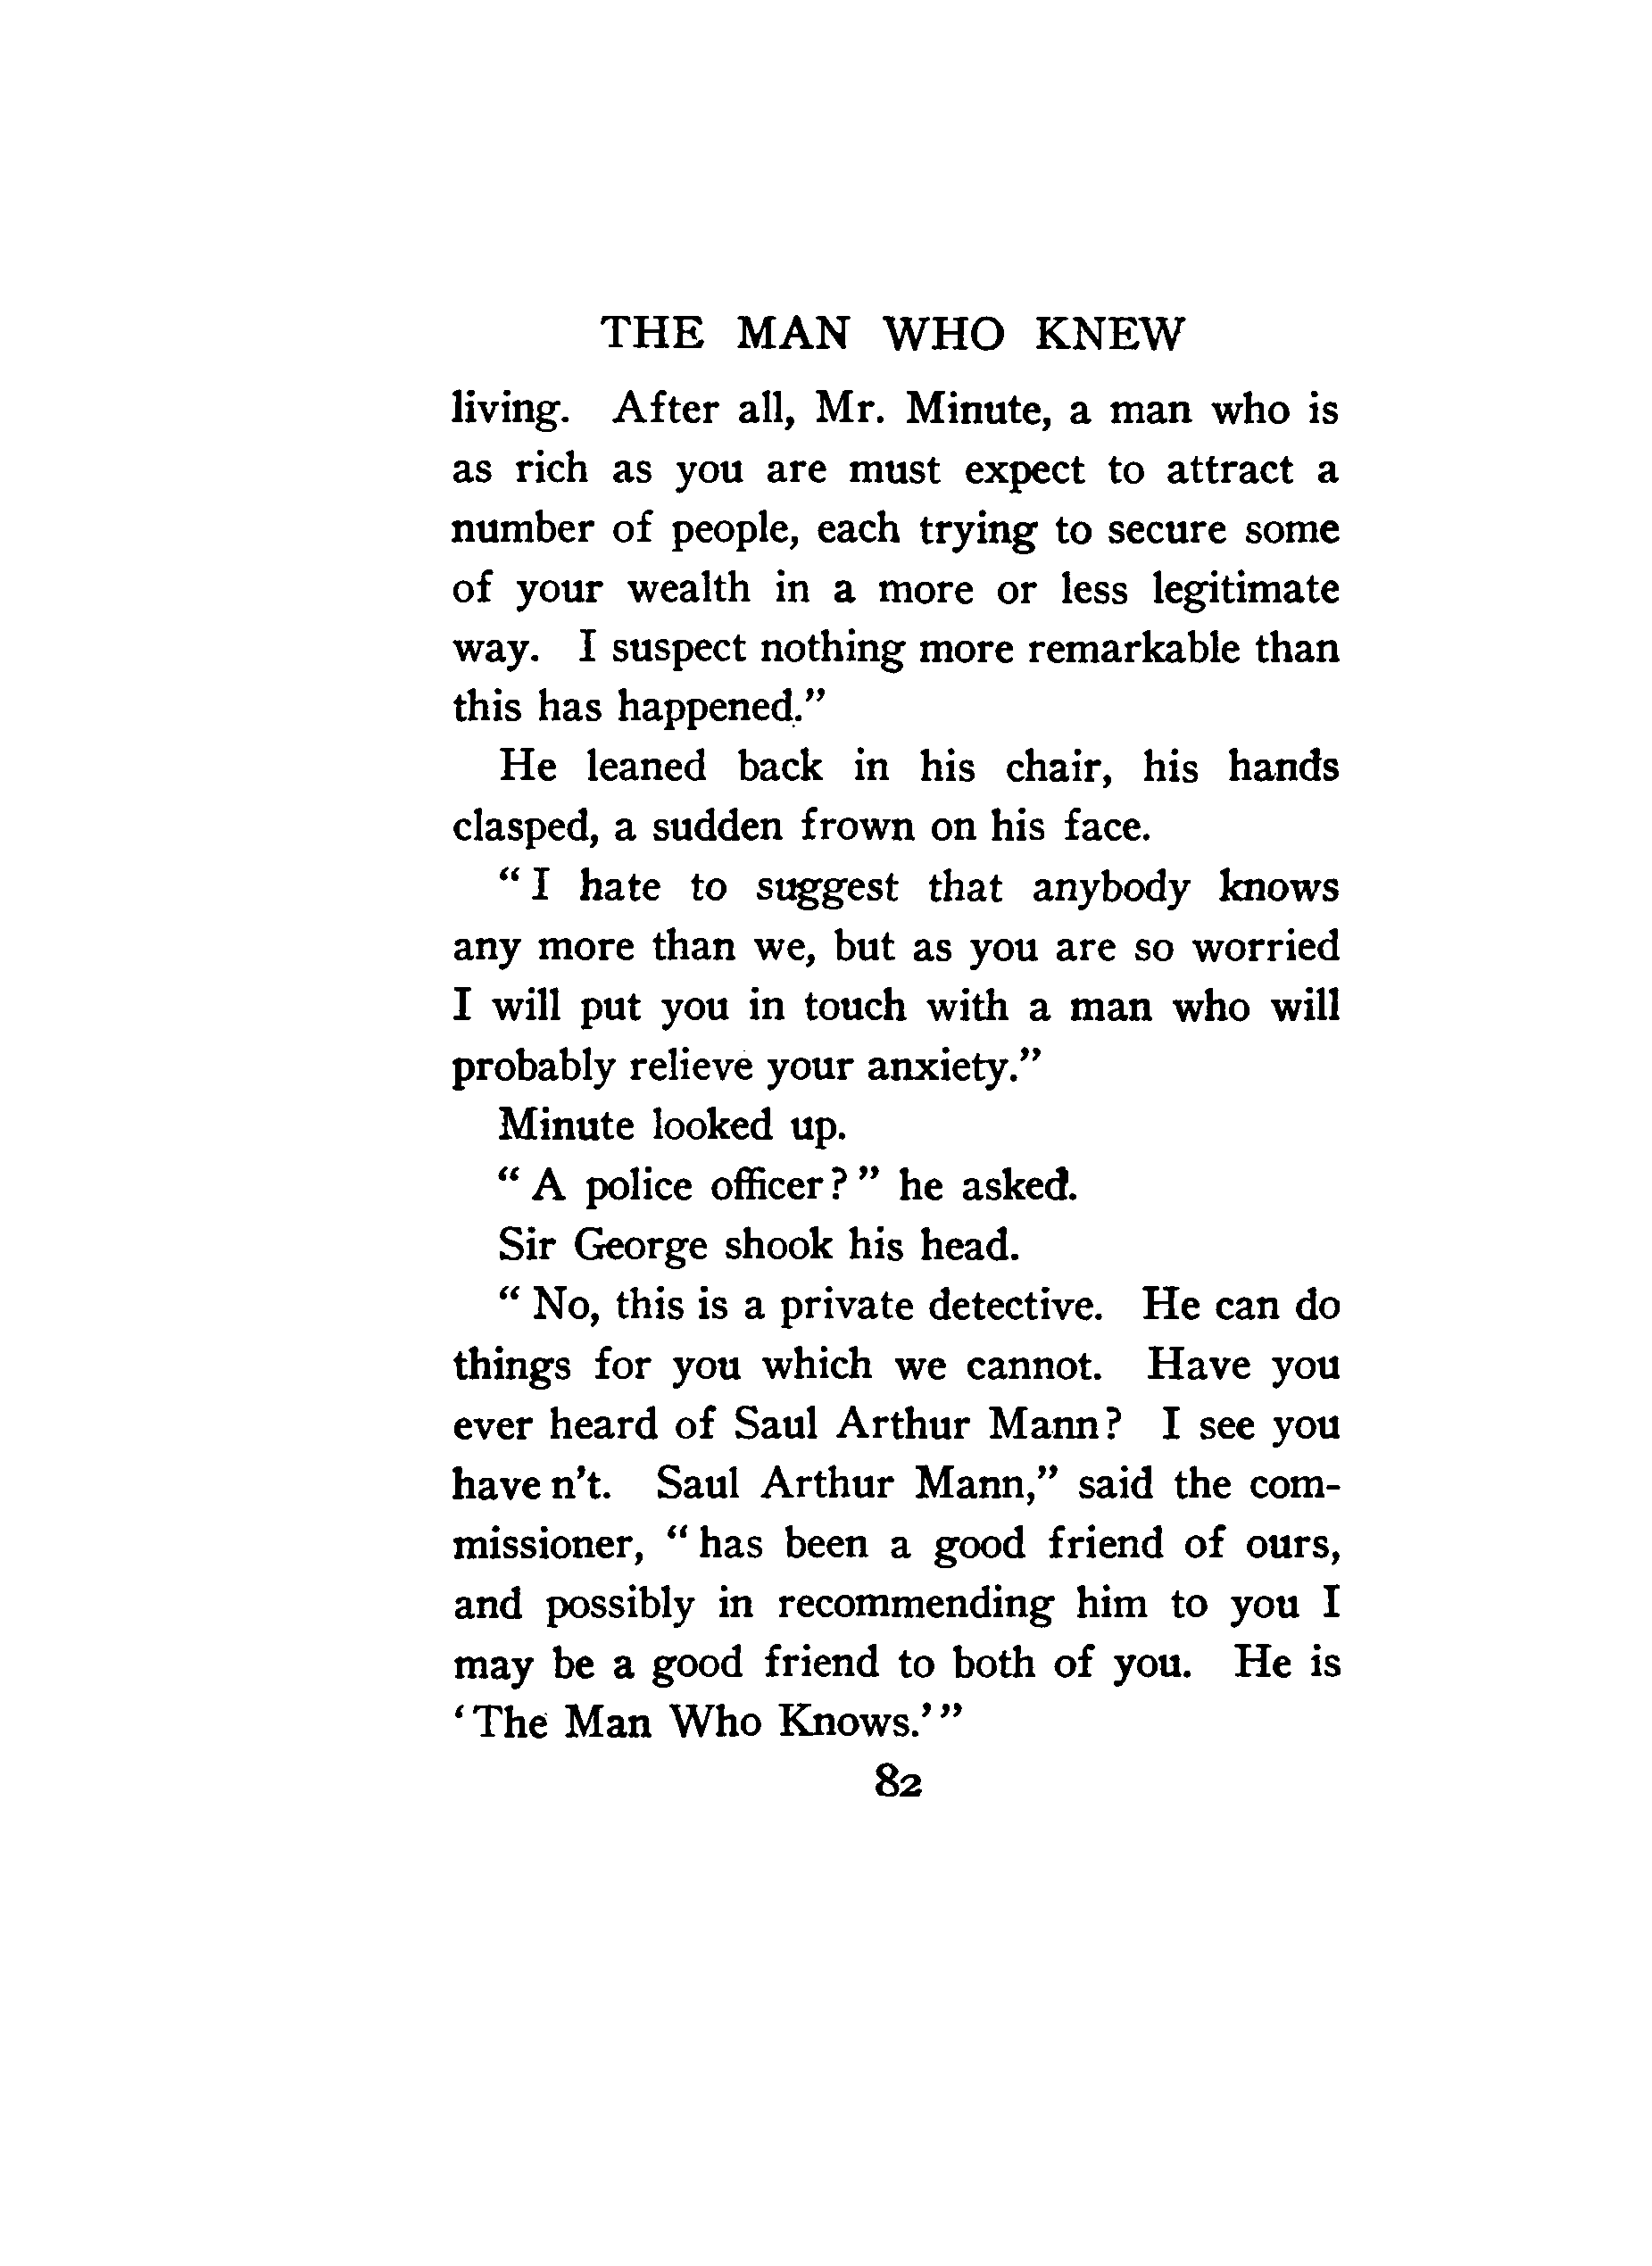 THE MAN WHO KNEW
living. After all, Mr. Minute, a man who is
as rich as you are must expect to attract a
number of people, each trying to secure some
of your wealth in a more or less legitimate
way. I suspect nothing more remarkable than
this has happened.”
He leaned back in his chair, his hands
clasped, a sudden frown on his face.
“ I hate to suggest that anybody knows
any more than we, but as you are so worried
I will put you in touch with a man who will
probably relieve your anxiety.”
Minute looked up.
“ A police officer? ” he asked.
Sir George shook his head.
“ No, this is a private detective. He can do
things for you which we cannot. Have you
ever heard of Saul Arthur Mann? I see you
have n’t. Saul Arthur Mann,” said the com-
missioner, “ has been a good friend of ours,
and possibly in recommending him to you I
may be a good friend to both of you. He is
‘ The Man Who Knows.’ ”
82